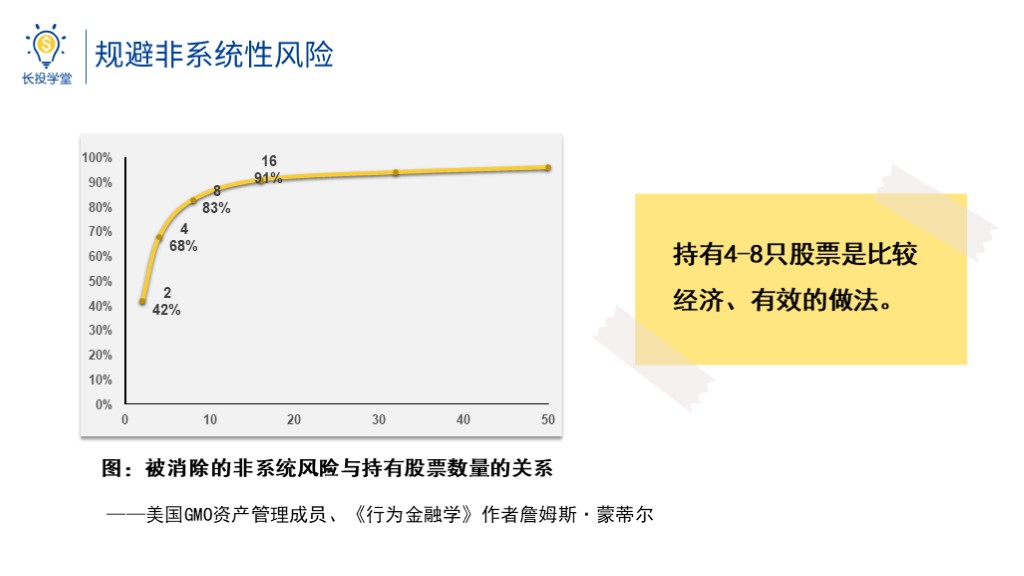 长投学堂
规避非系统性风险
100%
90%
80%
70%
60%
50%
40%
30%
20%
10%
0%
0 10 20 30 40 50
2
42%
4
68%
8
83%
16
91%
持有4-8只股票是比较
经济、有效的做法。
图：被消除的非系统风险与持有股票数量的关系
——美国GMO资产管理成员、《行为金融学》作者詹姆斯·蒙蒂尔